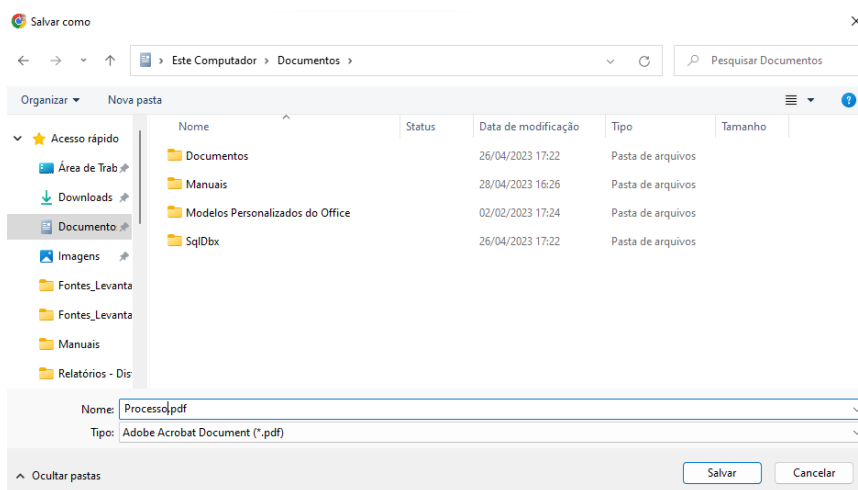 Salvar como
Este Computador > Documentos >
Pesquisar Documentos
Organizar
Nova pasta
Nome Status Data de modificação Tipo Tamanho
Acesso rápido
Área de Trab
Downloads
Documento
Imagens
Fontes_Levanta
Fontes_Levanta
Manuais
Relatórios - Dis
Documentos 26/04/2023 17:22 Pasta de arquivos
Manuais 28/04/2023 16:26 Pasta de arquivos
Modelos Personalizados do Office 02/02/2023 17:24 Pasta de arquivos
SqlDbx 26/04/2023 17:22 Pasta de arquivos
Nome: Processo.pdf
Tipo: Adobe Acrobat Document (*.pdf)
Ocultar pastas
Salvar
Cancelar